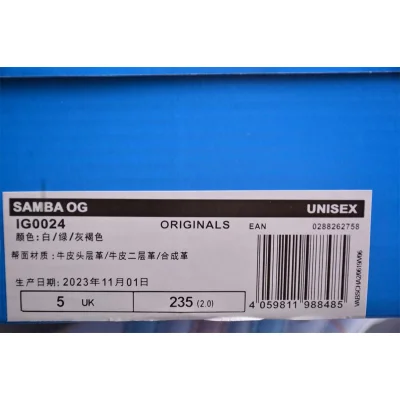 SAMBA OG UNISEX
IG0024 ORIGINALS EAN 0288262758
颜色:白/绿/灰褐色
帮面材质:牛皮头层革/牛皮二层革/合成革
生产日期:2023年11月01日
5 UK 235 (2.0)
4 059811 988485